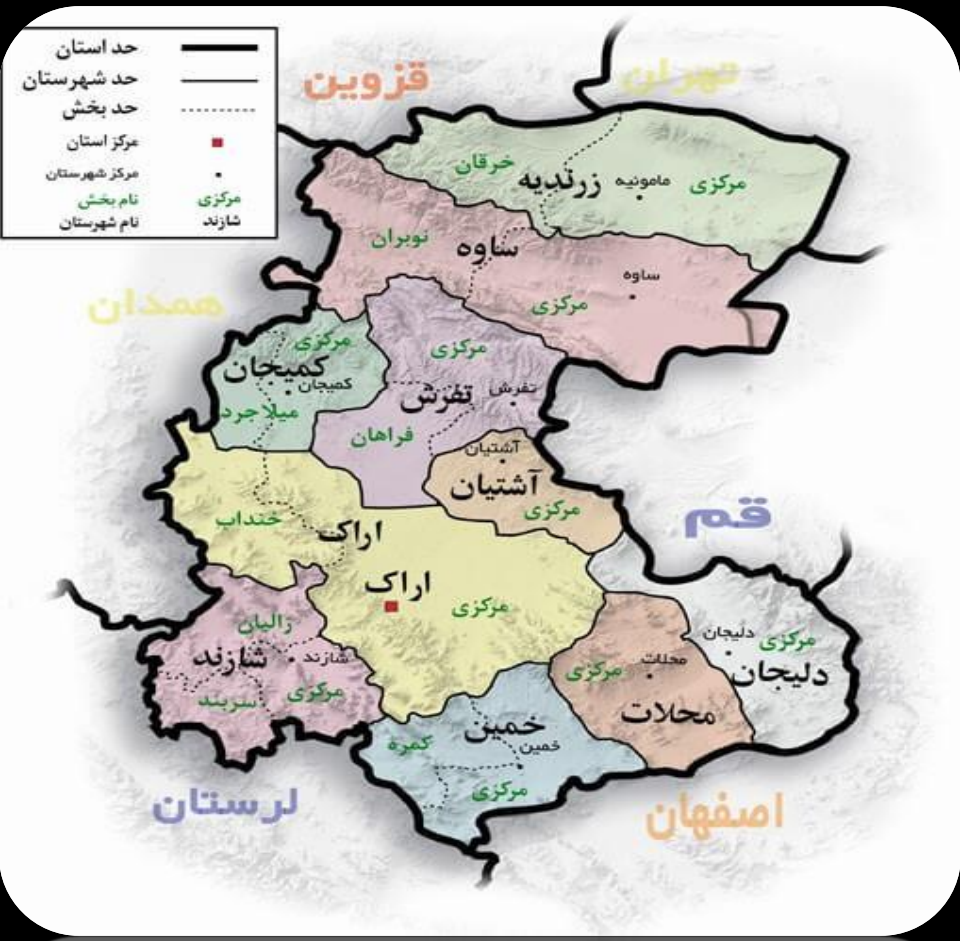 حد استان
حد شهرستان
حد بخش
مرکز استان
مرکز شهرستان
نام بخش مرکزی
نام شهرستان شازند
قزوین
تهران
همدان
قم
لرستان
اصفهان
خرقان
زرندیه
مامونیه
مرکزی
نوبران
ساوه
ساوه
مرکزی
مرکزی
کمیجان
کمیجان
میلاجرد
مرکزی
تفرش
تفرش
فراهان
آشتیان
آشتیان
مرکزی
خنداب
اراک
اراک
مرکزی
زالیان
شازند
شازند
سربند
مرکزی
دلیجان
مرکزی
دلیجان
محلات
مرکزی
محلات
خمین
خمین
کمره
مرکزی